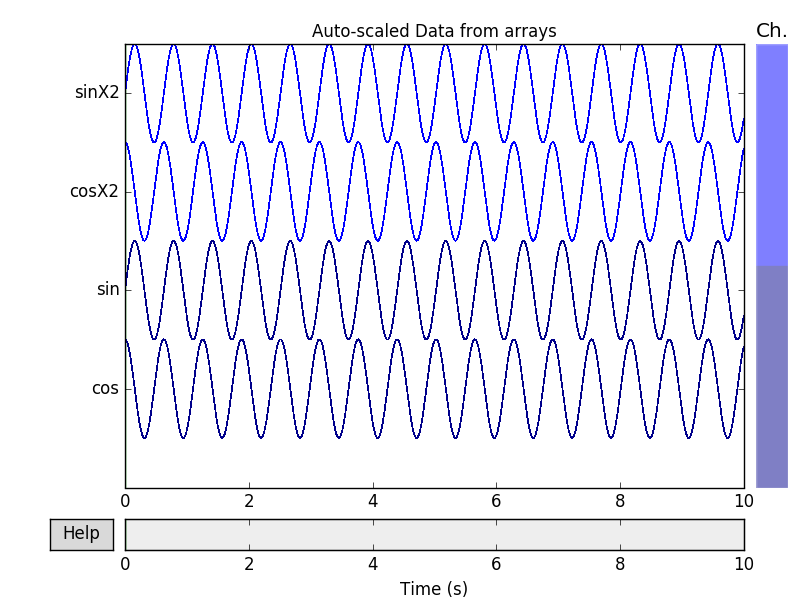 Auto-scaled Data from arrays
Ch.
sinX2
cosX2
sin
cos
0 2 4 6 8 10
Help
0 2 4 6 8 10
Time (s)